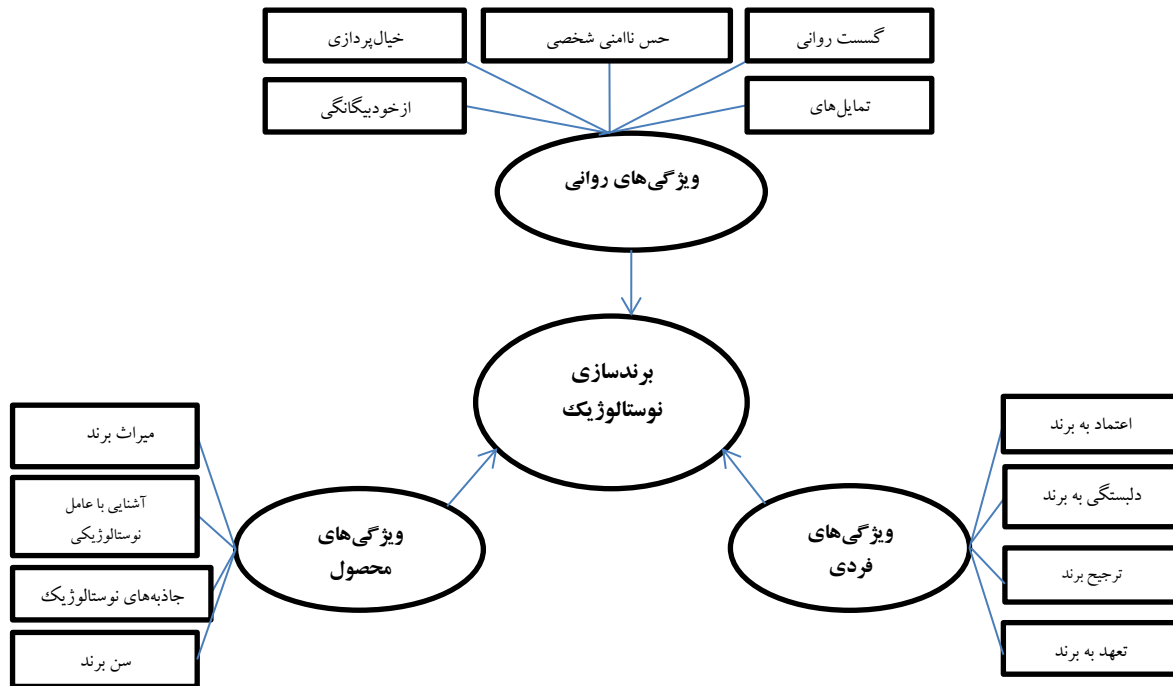 گسست روانی
حس ناامنی شخصی
خیال‌پردازی
تمایل‌های
ازخودبیگانگی
ویژگی‌های روانی
برندسازی
نوستالوژیک
اعتماد به برند
دلبستگی به برند
ترجیح برند
تعهد به برند
ویژگی‌های
فردی
ویژگی‌های
محصول
میراث برند
آشنایی با عامل
نوستالوژیکی
جاذبه‌های نوستالوژیک
سن برند